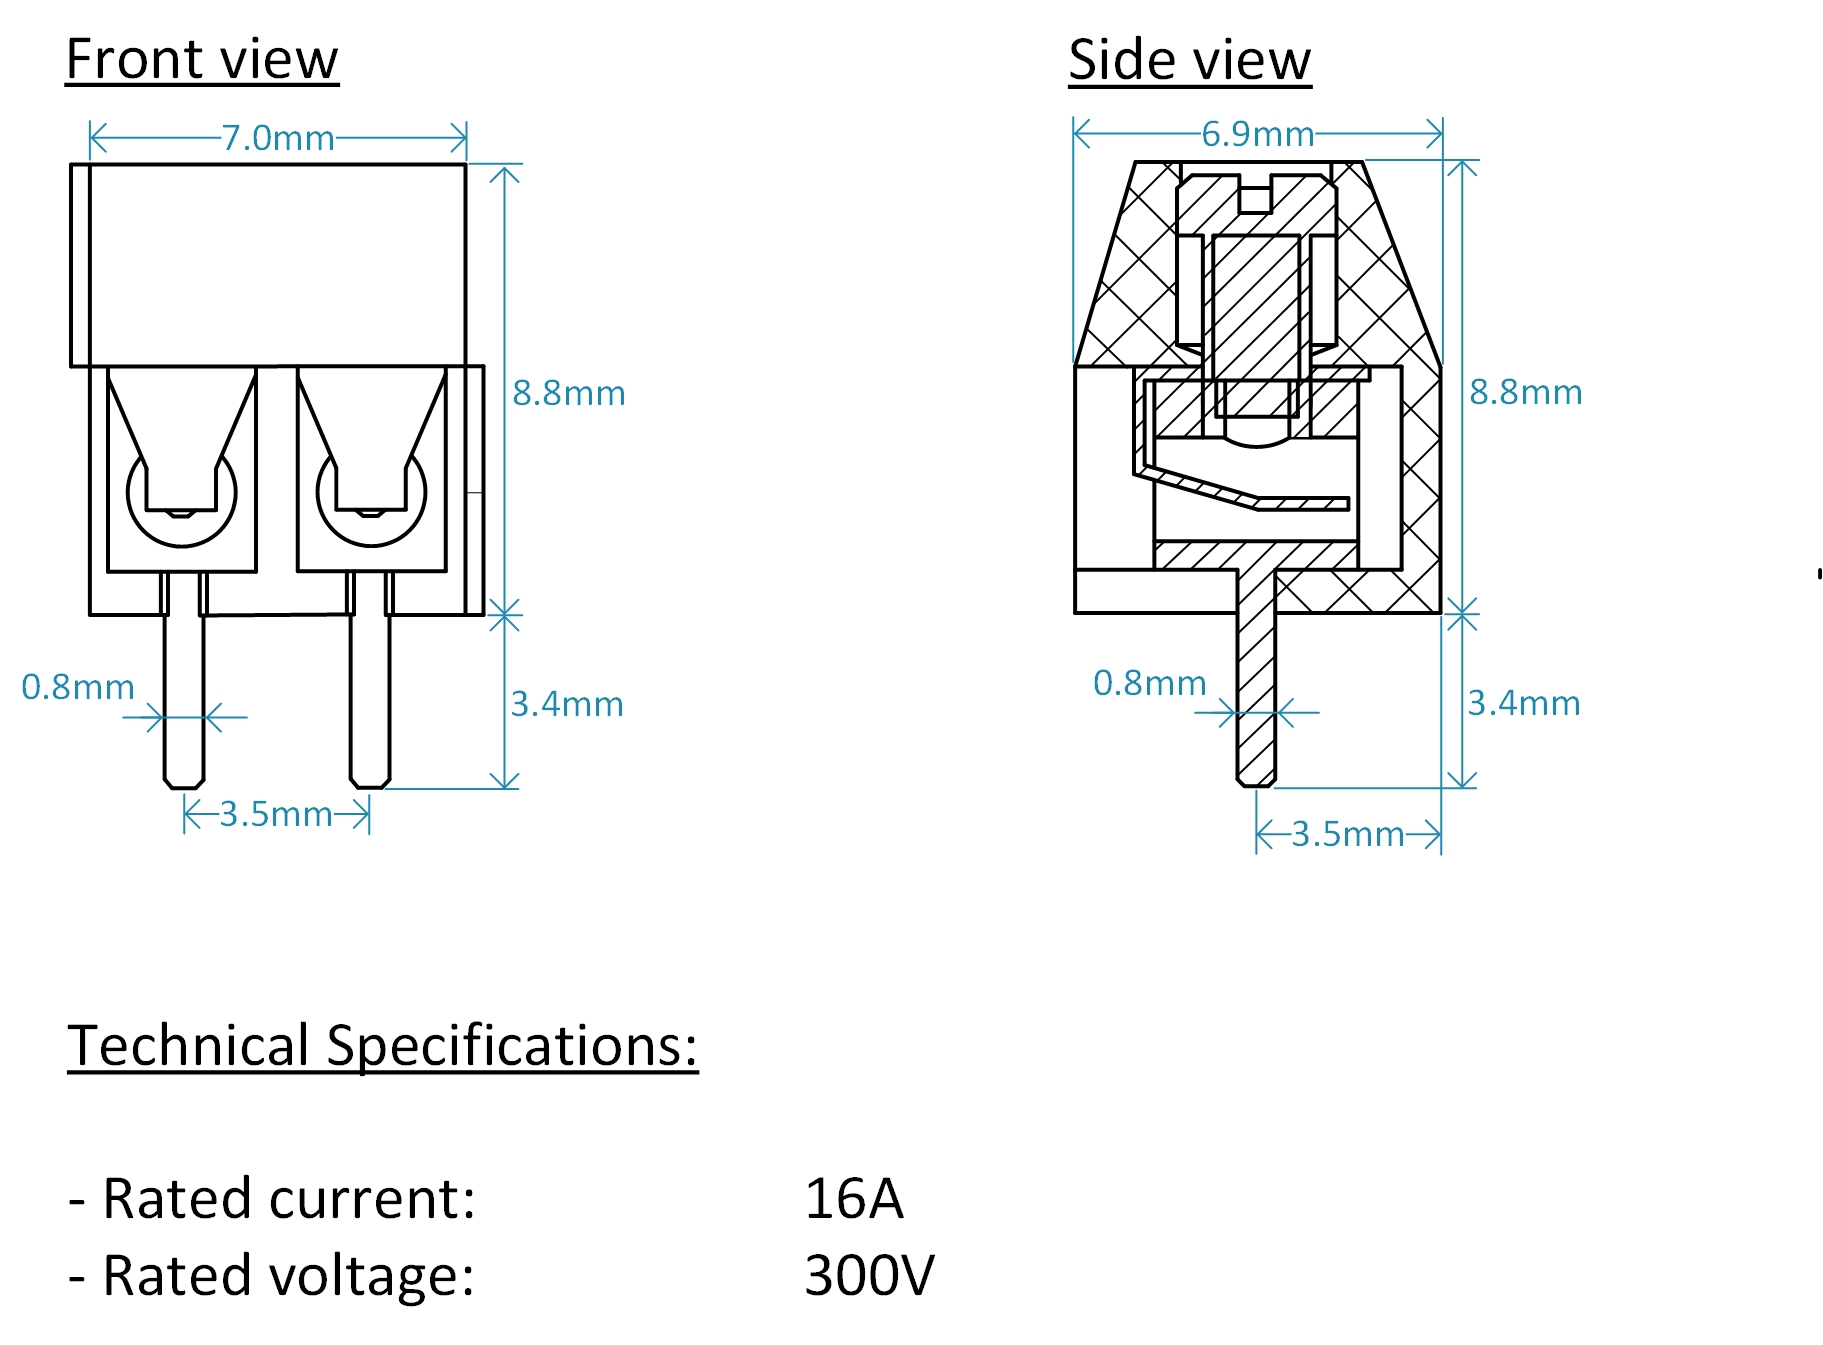 Front view
Side view
7.0mm
6.9mm
8.8mm
8.8mm
0.8mm
3.4mm
0.8mm
3.4mm
3.5mm
3.5mm
Technical Specifications:
- Rated current: 16A
- Rated voltage: 300V